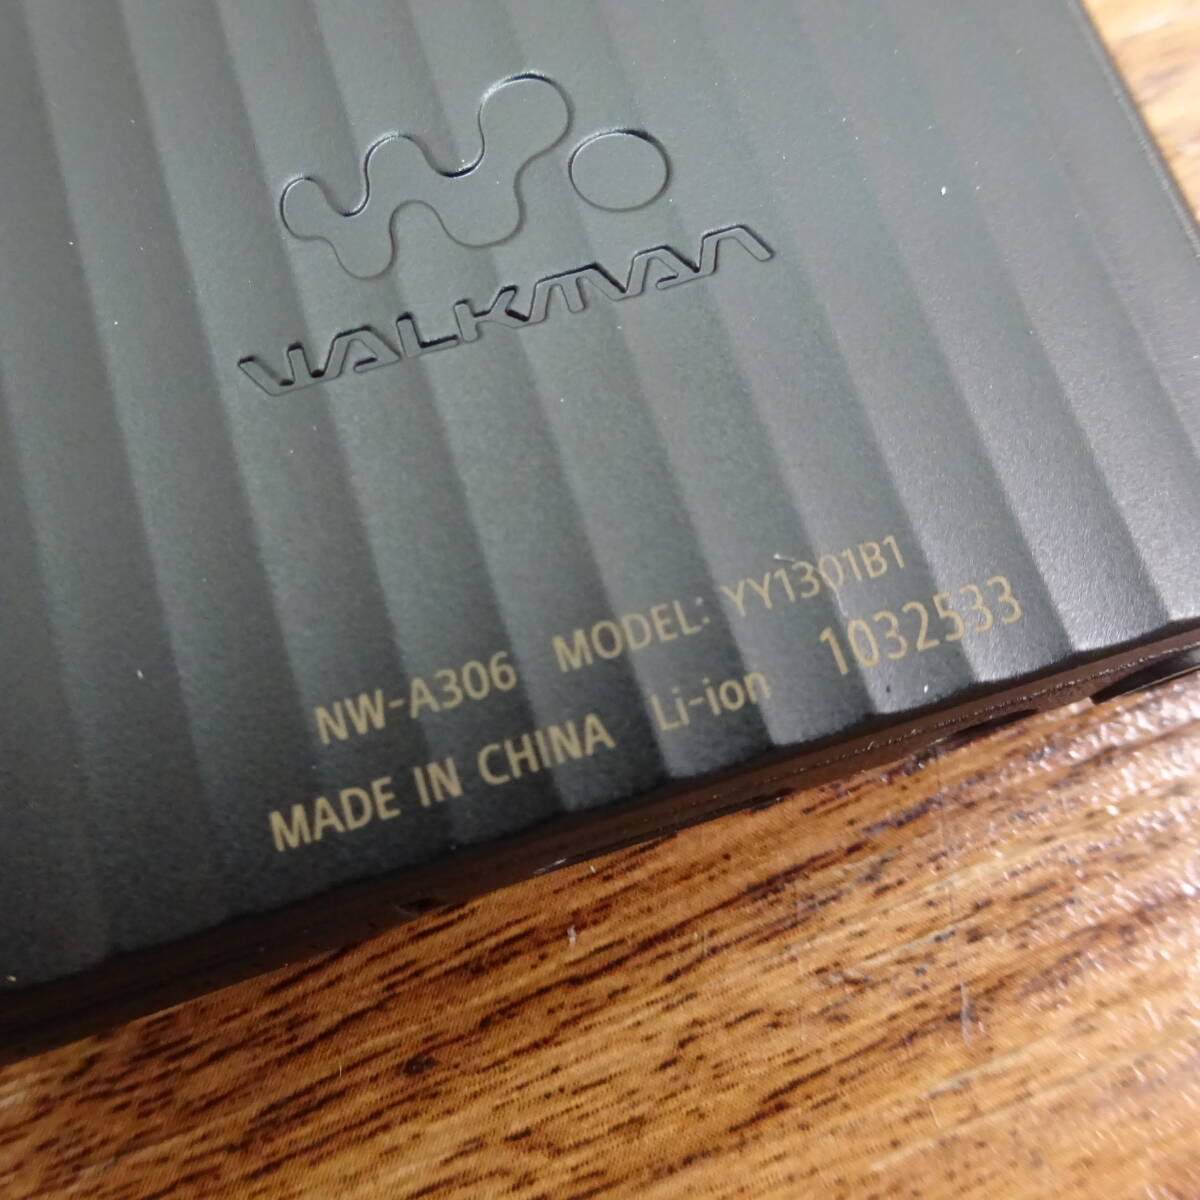 WALKMAN
NW-A306 MODEL: YY1301B1
MADE IN CHINA Li-ion 1032533